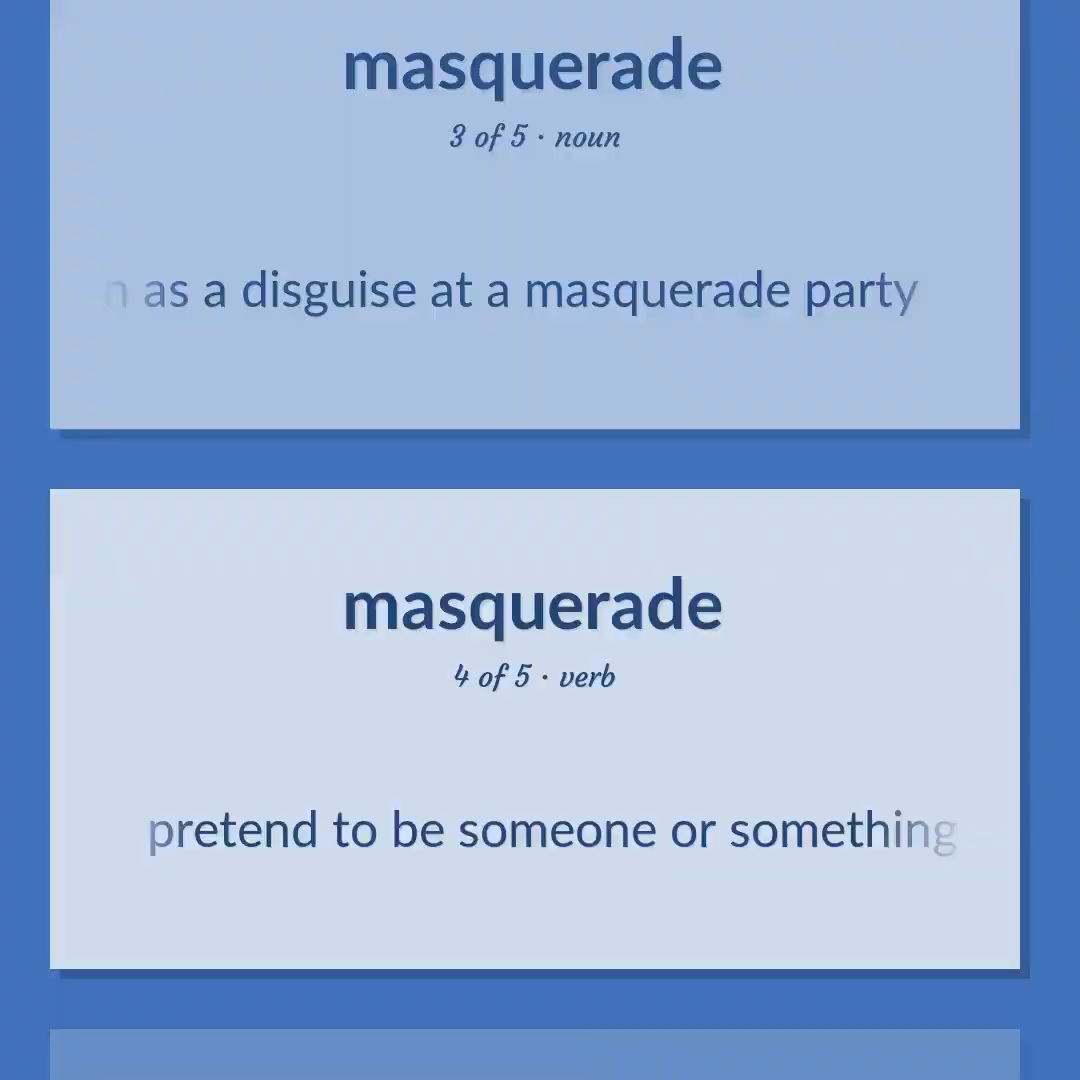 masquerade
3 of 5 · noun
n as a disguise at a masquerade party
masquerade
4 of 5 · verb
pretend to be someone or something